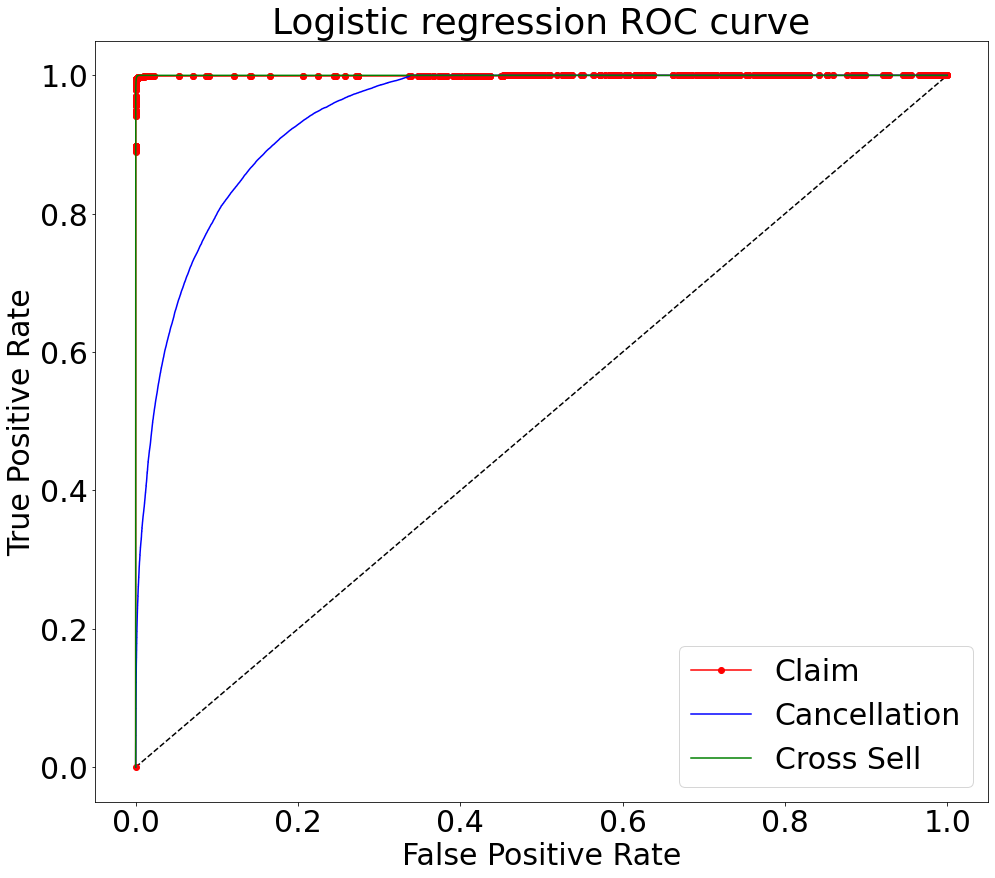 Logistic regression ROC curve
True Positive Rate
1.0
0.8
0.6
0.4
0.2
0.0
Claim
Cancellation
Cross Sell
0.0 0.2 0.4 0.6 0.8 1.0
False Positive Rate